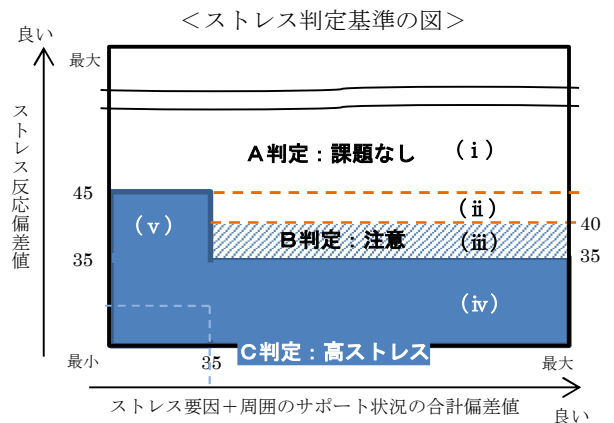 ＜ストレス判定基準の図＞
良い
最大
ストレス反応偏差値
A判定：課題なし （ⅰ）
45
（ⅱ）
（ⅴ）
40
B判定：注意 （ⅲ）
35
35
（ⅳ）
C判定：高ストレス
最小
35
最大
ストレス要因＋周囲のサポート状況の合計偏差値
良い